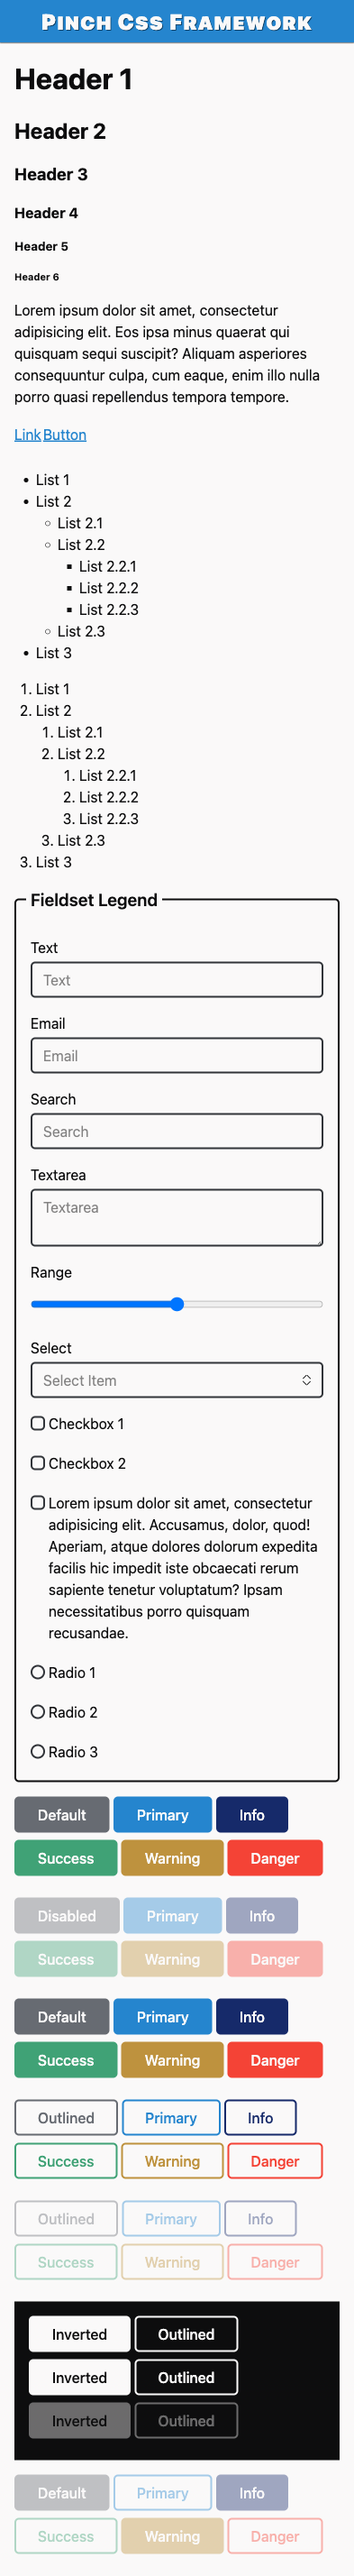 Pinch Css Framework
Header 1
Header 2
Header 3
Header 4
Header 5
Header 6
Lorem ipsum dolor sit amet, consectetur
adipisicing elit. Eos ipsa minus quaerat qui
quisquam sequi suscipit? Aliquam asperiores
consequuntur culpa, cum eaque, enim illo nulla
porro quasi repellendus tempora tempore.
Link Button
• List 1
• List 2
◦ List 2.1
◦ List 2.2
▪ List 2.2.1
▪ List 2.2.2
▪ List 2.2.3
◦ List 2.3
• List 3
1. List 1
2. List 2
1. List 2.1
2. List 2.2
1. List 2.2.1
2. List 2.2.2
3. List 2.2.3
3. List 2.3
3. List 3
Fieldset Legend
Text
Text
Email
Email
Search
Search
Textarea
Textarea
Range
Select
Select Item
Checkbox 1
Checkbox 2
Lorem ipsum dolor sit amet, consectetur
adipisicing elit. Accusamus, dolor, quod!
Aperiam, atque dolores dolorum expedita
facilis hic impedit iste obcaecati rerum
sapiente tenetur voluptatum? Ipsam
necessitatibus porro quisquam
recusandae.
Radio 1
Radio 2
Radio 3
Default Primary Info
Success Warning Danger
Disabled Primary Info
Success Warning Danger
Default Primary Info
Success Warning Danger
Outlined Primary Info
Success Warning Danger
Outlined Primary Info
Success Warning Danger
Inverted Outlined
Inverted Outlined
Inverted Outlined
Default Primary Info
Success Warning Danger